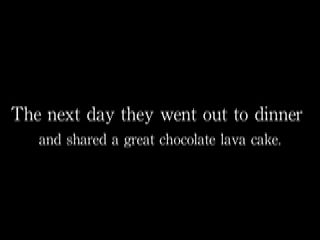 The next day they went out to dinner
and shared a great chocolate lava cake.